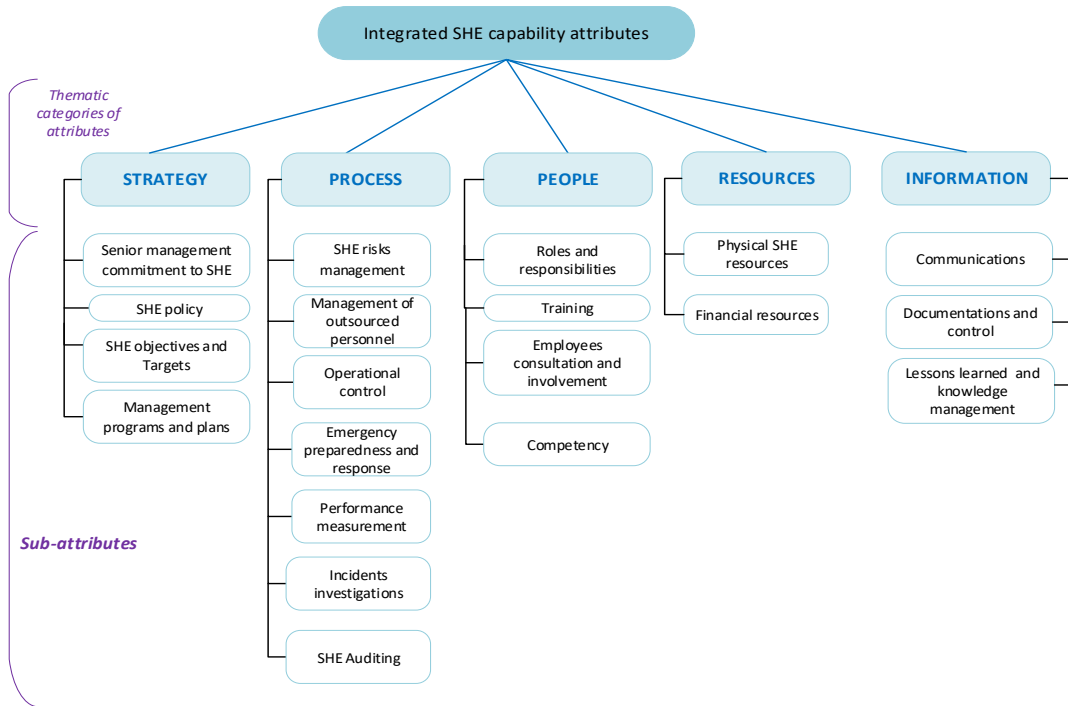 Integrated SHE capability attributes
Thematic
categories of
attributes
STRATEGY
PROCESS
PEOPLE
RESOURCES
INFORMATION
Senior management
commitment to SHE
SHE policy
SHE objectives and
Targets
Management
programs and plans
SHE risks
management
Management of
outsourced
personnel
Operational
control
Emergency
preparedness and
response
Performance
measurement
Incidents
investigations
SHE Auditing
Roles and
responsibilities
Training
Employees
consultation and
involvement
Competency
Physical SHE
resources
Financial resources
Communications
Documentations and
control
Lessons learned and
knowledge
management
Sub-attributes